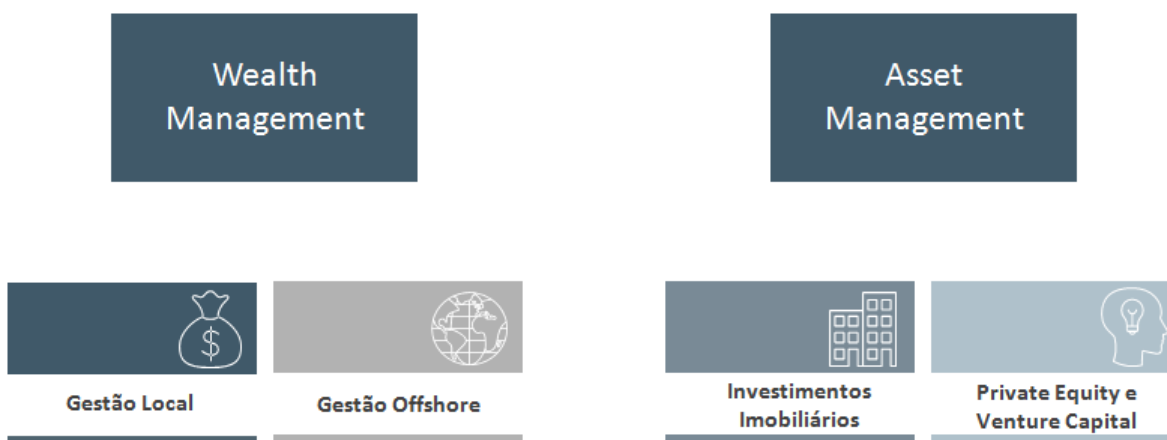 Wealth
Management
Asset
Management
$
Gestão Local
Gestão Offshore
Investimentos
Imobiliários
Private Equity e
Venture Capital